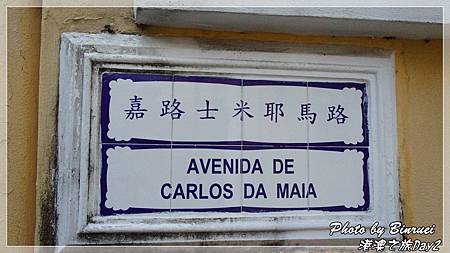 嘉路士米耶馬路
AVENIDA DE
CARLOS DA MAIA
Photo by Binruei
港澳之旅Day2